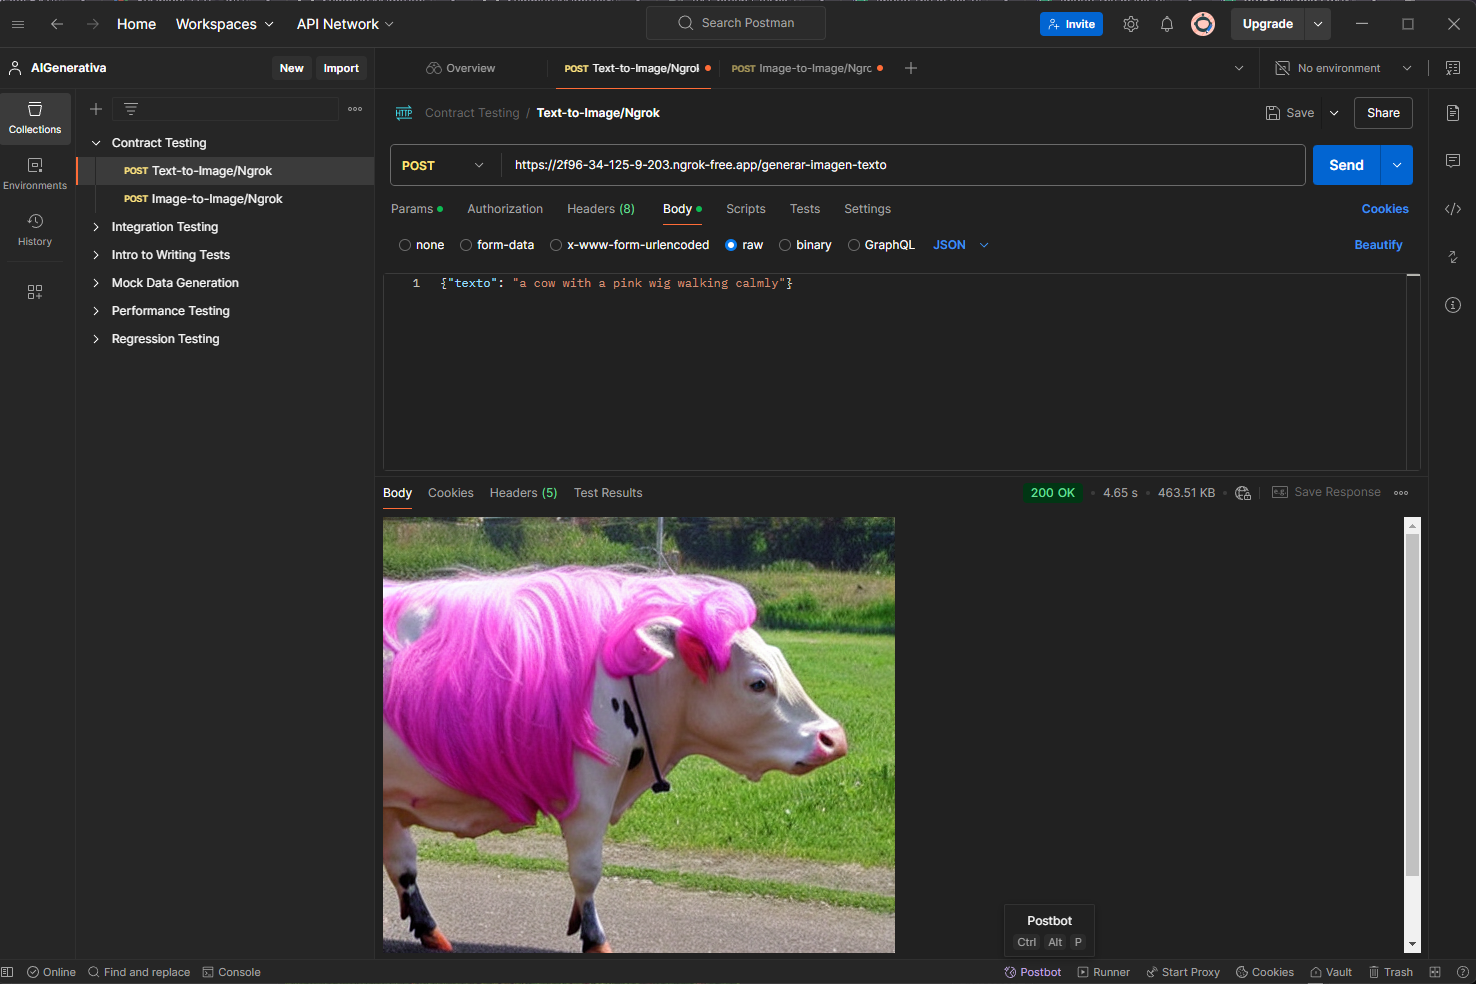 Home Workspaces API Network Search Postman Invite Upgrade
AIGenerativa New Import Overview POST Text-to-Image/Ngrok POST Image-to-Image/Ngrc No environment
Collections
Environments
History
Contract Testing
POST Text-to-Image/Ngrok
POST Image-to-Image/Ngrok
Integration Testing
Intro to Writing Tests
Mock Data Generation
Performance Testing
Regression Testing
HTTP Contract Testing / Text-to-Image/Ngrok Save Share
POST https://2f96-34-125-9-203.ngrok-free.app/generar-imagen-texto Send
Params Authorization Headers (8) Body Scripts Tests Settings Cookies
none form-data x-www-form-urlencoded raw binary GraphQL JSON Beautify
1 {"texto": "a cow with a pink wig walking calmly"}
Body Cookies Headers (5) Test Results 200 OK 4.65 s 463.51 KB Save Response
Postbot
Ctrl Alt P
Online Find and replace Console Postbot Runner Start Proxy Cookies Vault Trash